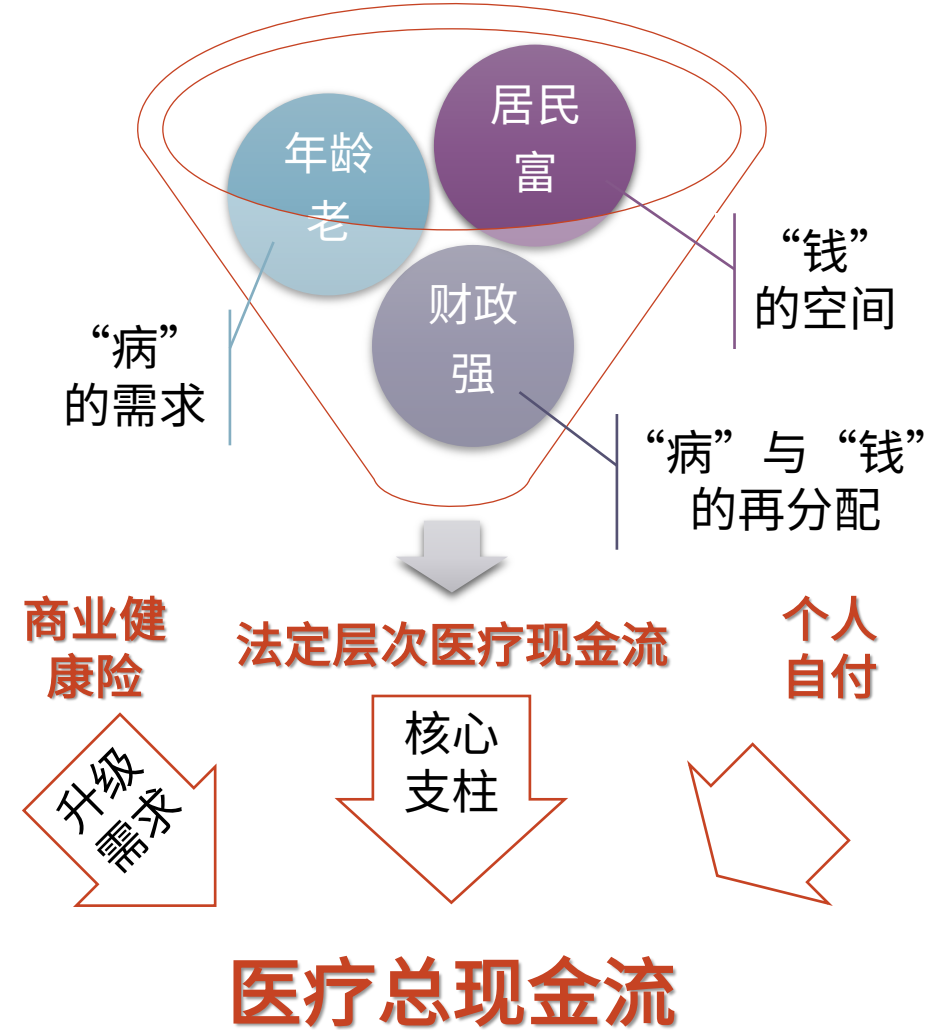 年龄
老
居民
富
财政
强
“钱”
的空间
“病”
的需求
“病”与“钱”
的再分配
商业健
康险
法定层次医疗现金流
个人
自付
升级
需求
核心
支柱
医疗总现金流